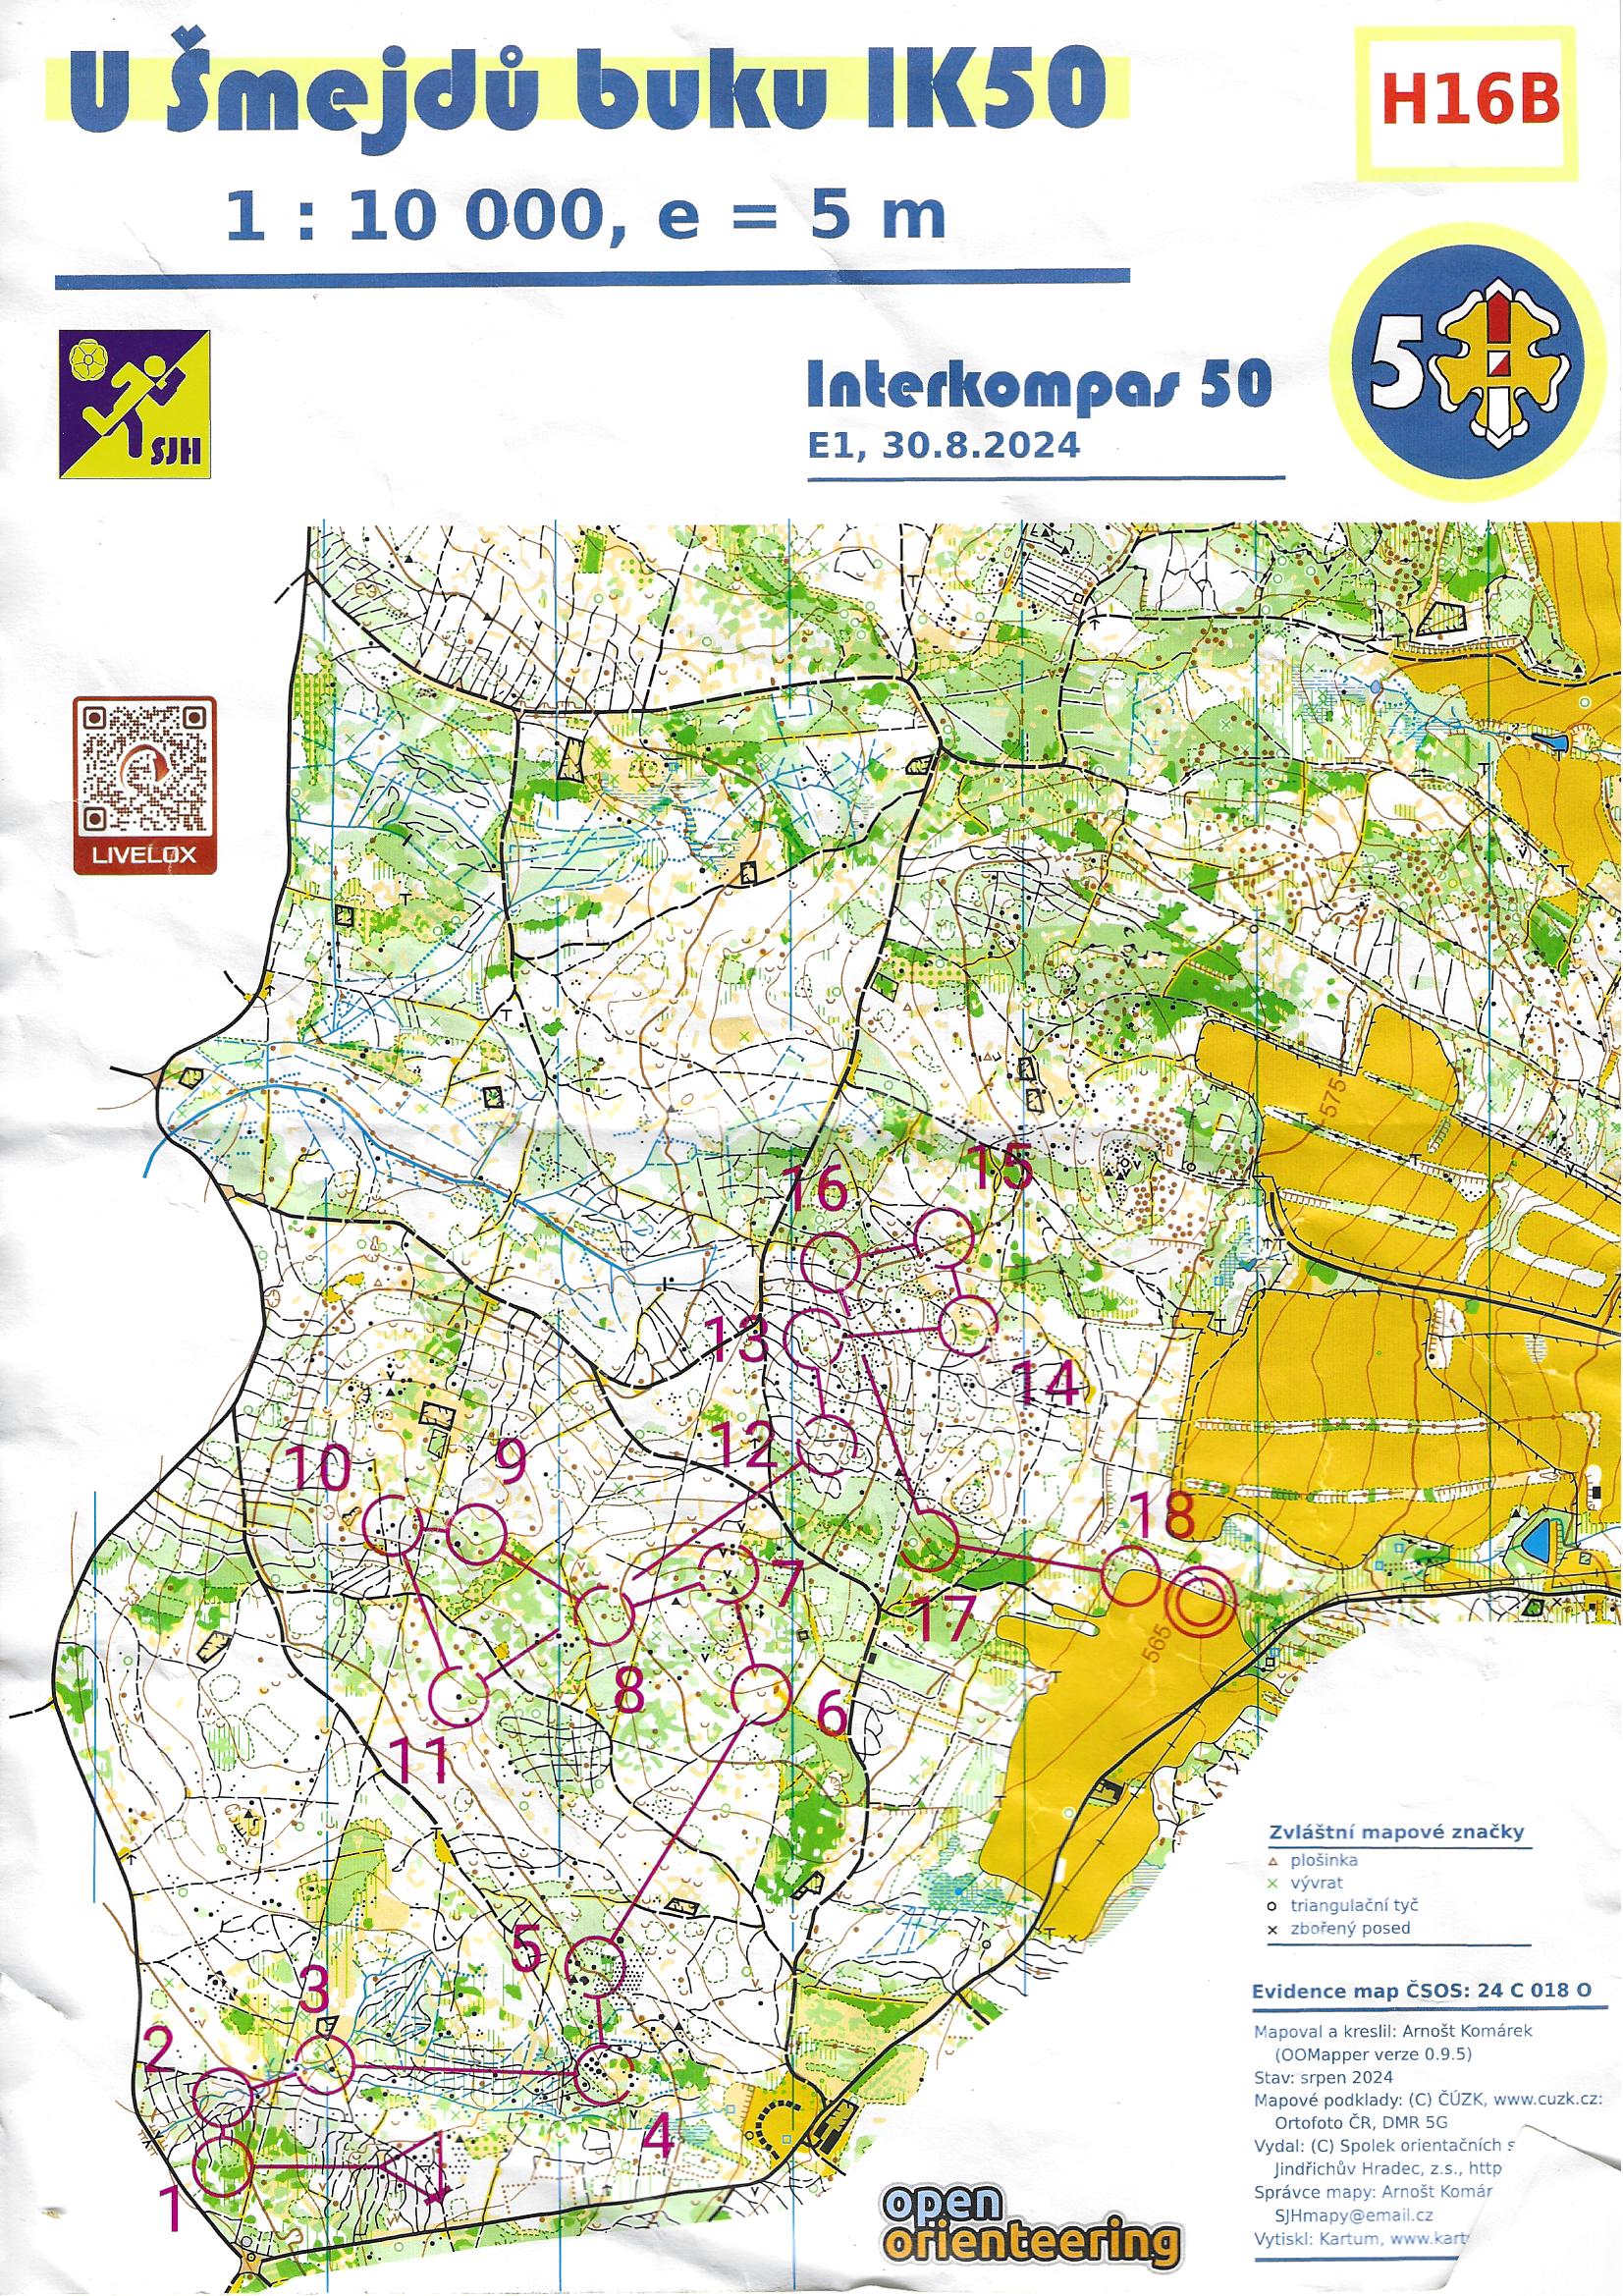 U Šmejdů buku IK50
H16B
1 : 10 000, e = 5 m
5
SJH
Interkompas 50
E1, 30.8.2024
LIVELOX
575
15
16
13
14
12
10
9
18
7
17
565
8
6
11
5
3
2
4
1
Zvláštní mapové značky
plošinka
vývrat
triangulační tyč
zbořený posed
Evidence map ČSOS: 24 C 018 O
Mapoval a kreslil: Arnošt Komárek
(OOMapper verze 0.9.5)
Stav: srpen 2024
Mapové podklady: (C) ČÚZK, www.cuzk.cz:
Ortofoto ČR, DMR 5G
Vydal: (C) Spolek orientačních s
Jindřichův Hradec, z.s., http
Správce mapy: Arnošt Komár
SJHmapy@email.cz
Vytiskl: Kartum, www.kart
open
orienteering